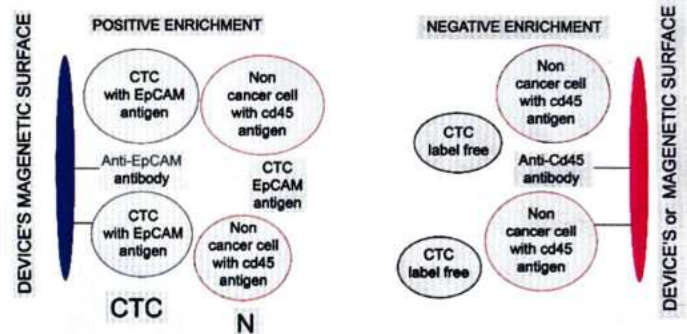 POSITIVE ENRICHMENT
DEVICE'S MAGENETIC SURFACE
CTC
with EpCAM
antigen
Non
cancer cell
with cd45
antigen
Anti-EpCAM
antibody
CTC
EpCAM
antigen
CTC
with EpCAM
antigen
Non
cancer cell
with cd45
antigen
CTC
N
NEGATIVE ENRICHMENT
Non
cancer cell
with cd45
antigen
CTC
label free
Anti-Cd45
antibody
Non
cancer cell
with cd45
antigen
CTC
label free
DEVICE'S or MAGENETIC SURFACE